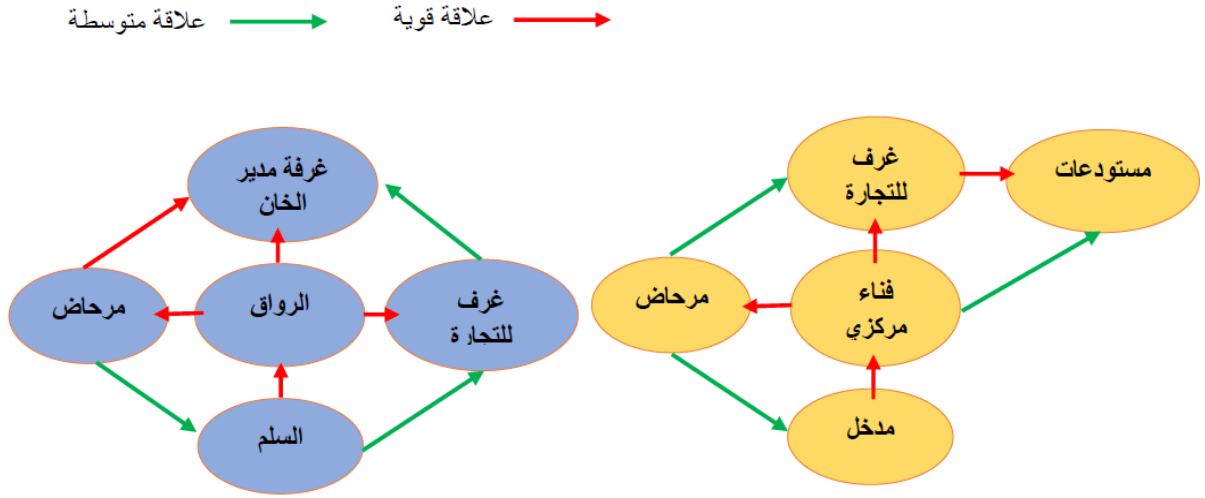 علاقة قوية
علاقة متوسطة
غرف
للتجارة
مستودعات
مرحاض
فناء
مركزي
مدخل
غرفة مدير
الخان
مرحاض
الرواق
غرف
للتجارة
السلم